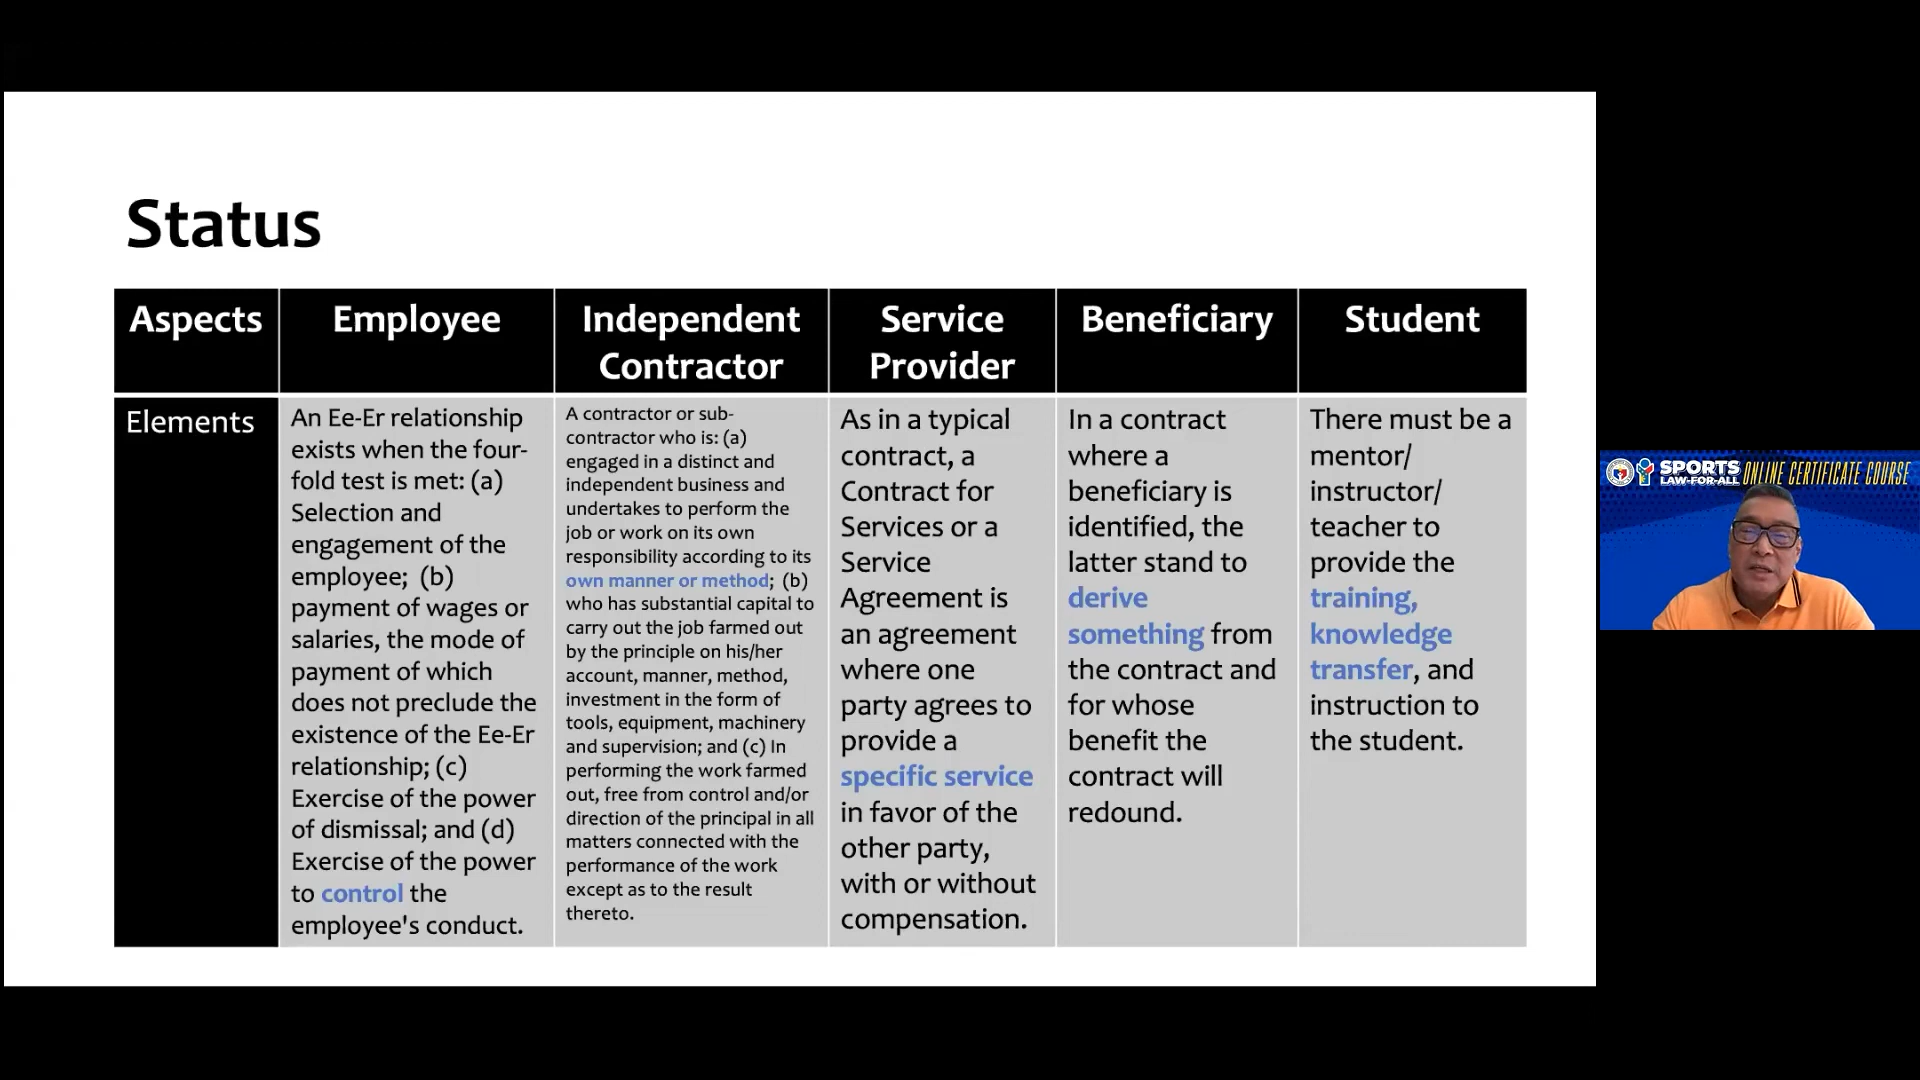 Status
Aspects
Employee
Independent
Contractor
Service
Provider
Beneficiary
Student
Elements
An Ee-Er relationship
exists when the four-
fold test is met: (a)
Selection and
engagement of the
employee; (b)
payment of wages or
salaries, the mode of
payment of which
does not preclude the
existence of the Ee-Er
relationship; (c)
Exercise of the power
of dismissal; and (d)
Exercise of the power
to control the
employee's conduct.
A contractor or sub-
contractor who is: (a)
engaged in a distinct and
independent business and
undertakes to perform the
job or work on its own
responsibility according to its
own manner or method; (b)
who has substantial capital to
carry out the job farmed out
by the principle on his/her
account, manner, method,
investment in the form of
tools, equipment, machinery
and supervision; and (c) In
performing the work farmed
out, free from control and/or
direction of the principal in all
matters connected with the
performance of the work
except as to the result
thereto.
As in a typical
contract, a
Contract for
Services or a
Service
Agreement is
an agreement
where one
party agrees to
provide a
specific service
in favor of the
other party,
with or without
compensation.
In a contract
where a
beneficiary is
identified, the
latter stand to
derive
something from
the contract and
for whose
benefit the
contract will
redound.
There must be a
mentor/
instructor/
teacher to
provide the
training,
knowledge
transfer, and
instruction to
the student.
SPORTS
LAW-FOR-ALL
ONLINE CERTIFICATE COURSE